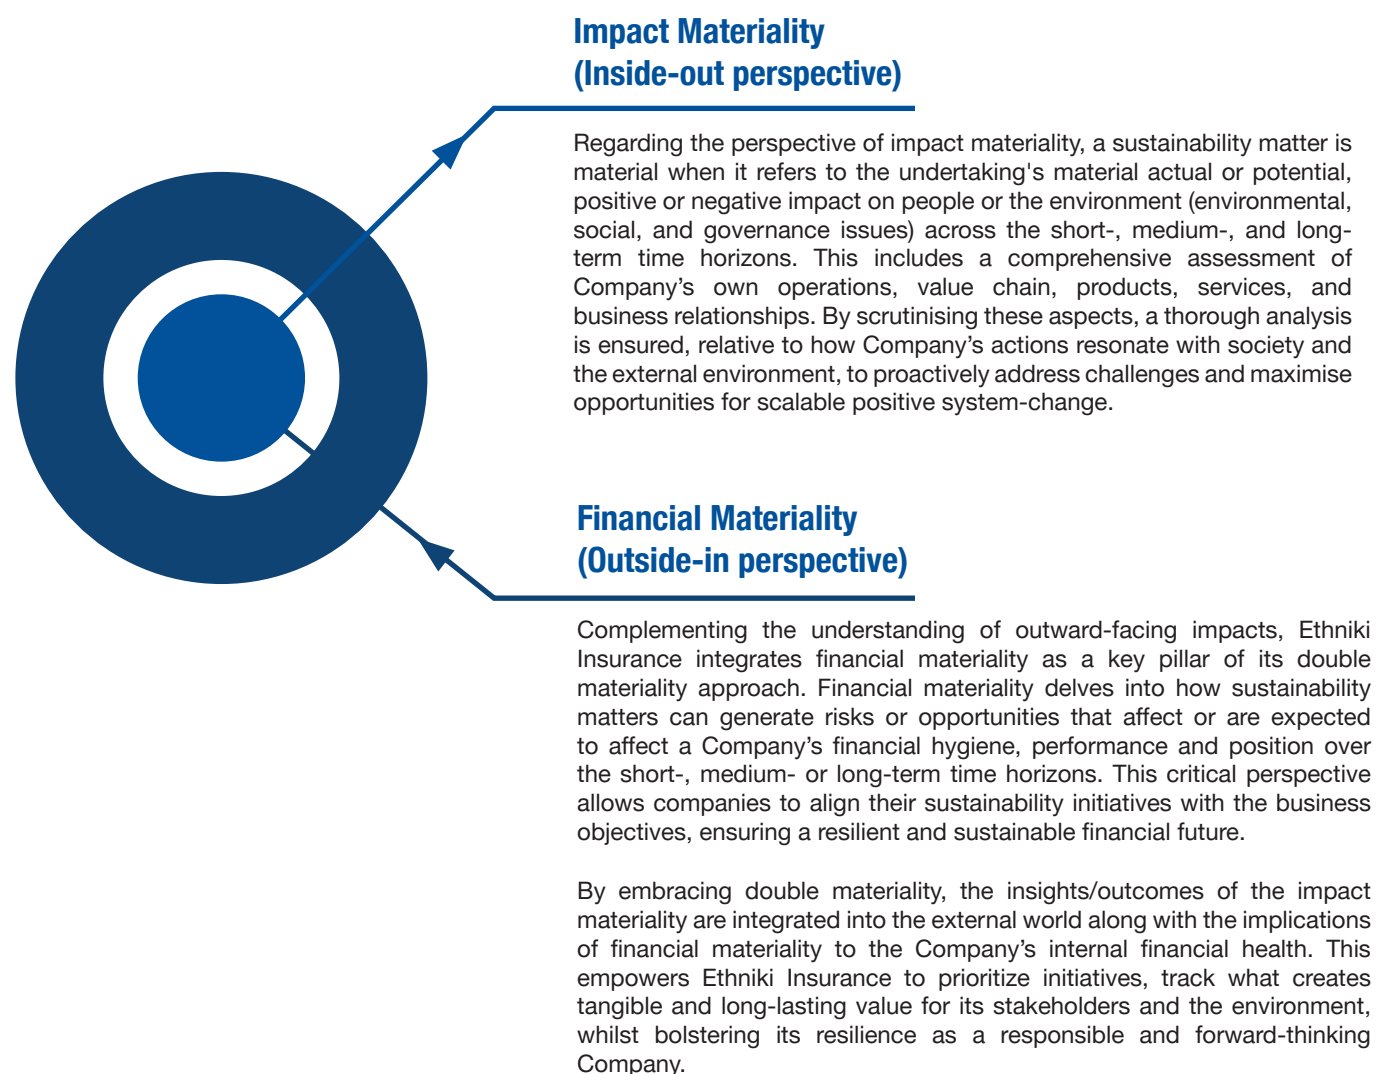 Impact Materiality
(Inside-out perspective)
Regarding the perspective of impact materiality, a sustainability matter is
material when it refers to the undertaking's material actual or potential,
positive or negative impact on people or the environment (environmental,
social, and governance issues) across the short-, medium-, and long-
term time horizons. This includes a comprehensive assessment of
Company’s own operations, value chain, products, services, and
business relationships. By scrutinising these aspects, a thorough analysis
is ensured, relative to how Company’s actions resonate with society and
the external environment, to proactively address challenges and maximise
opportunities for scalable positive system-change.
Financial Materiality
(Outside-in perspective)
Complementing the understanding of outward-facing impacts, Ethniki
Insurance integrates financial materiality as a key pillar of its double
materiality approach. Financial materiality delves into how sustainability
matters can generate risks or opportunities that affect or are expected
to affect a Company’s financial hygiene, performance and position over
the short-, medium- or long-term time horizons. This critical perspective
allows companies to align their sustainability initiatives with the business
objectives, ensuring a resilient and sustainable financial future.
By embracing double materiality, the insights/outcomes of the impact
materiality are integrated into the external world along with the implications
of financial materiality to the Company’s internal financial health. This
empowers Ethniki Insurance to prioritize initiatives, track what creates
tangible and long-lasting value for its stakeholders and the environment,
whilst bolstering its resilience as a responsible and forward-thinking
Company.